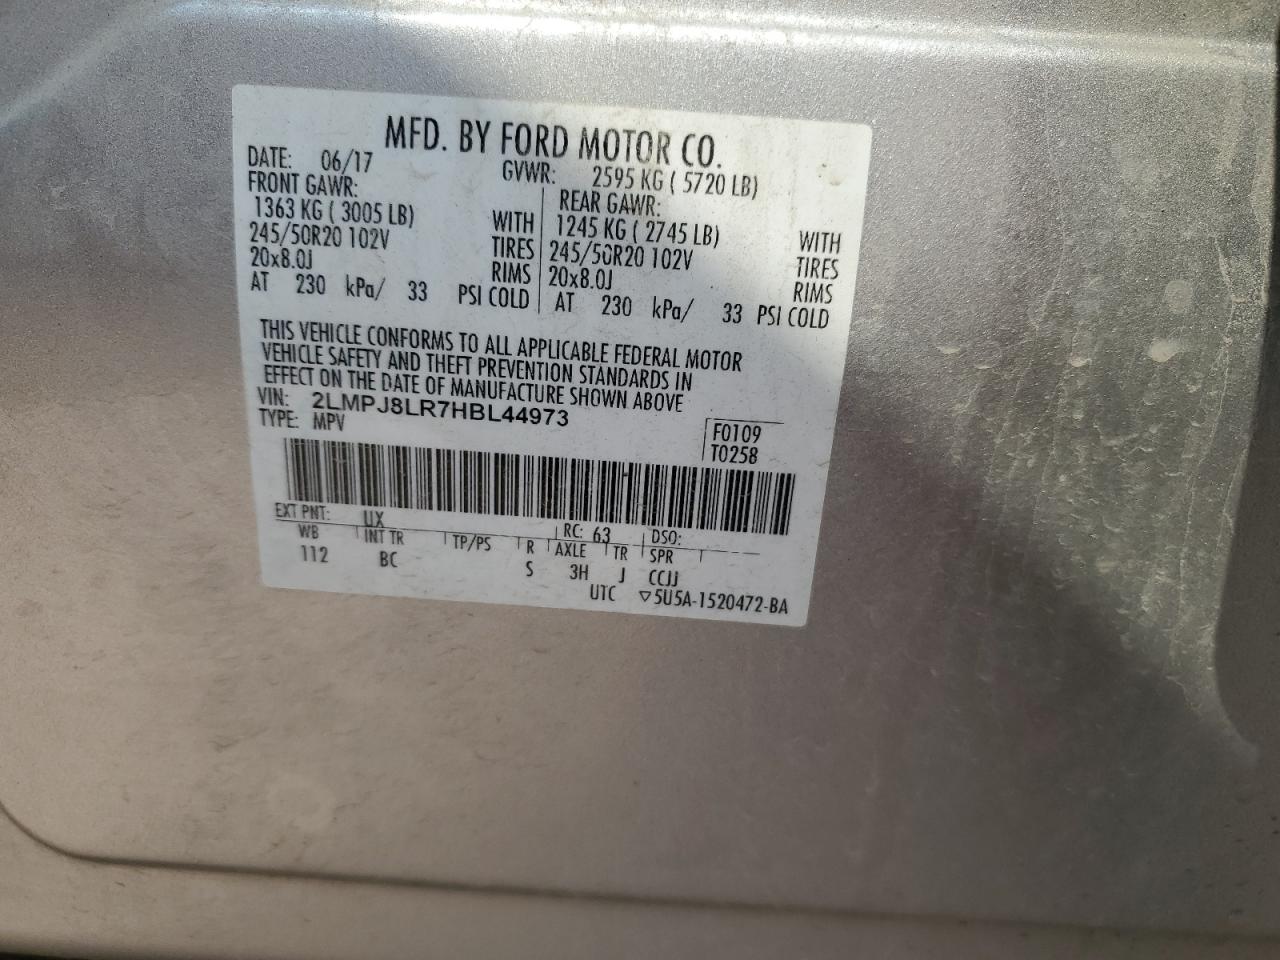 MFD. BY FORD MOTOR CO.
DATE: 06/17 GVWR: 2595 KG ( 5720 LB)
FRONT GAWR: REAR GAWR:
1363 KG ( 3005 LB) WITH 1245 KG ( 2745 LB) WITH
245/50R20 102V TIRES 245/50R20 102V TIRES
20x8.0J RIMS 20x8.0J RIMS
AT 230 kPa/ 33 PSI COLD AT 230 kPa/ 33 PSI COLD
THIS VEHICLE CONFORMS TO ALL APPLICABLE FEDERAL MOTOR
VEHICLE SAFETY AND THEFT PREVENTION STANDARDS IN
EFFECT ON THE DATE OF MANUFACTURE SHOWN ABOVE
VIN: 2LMPJ8LR7HBL44973
TYPE: MPV F0109
T0258
EXT PNT: UX RC: 63 DSO:
WB INT TR TP/PS R AXLE TR SPR
112 BC S 3H J CCJJ
UTC ▽5U5A-1520472-BA